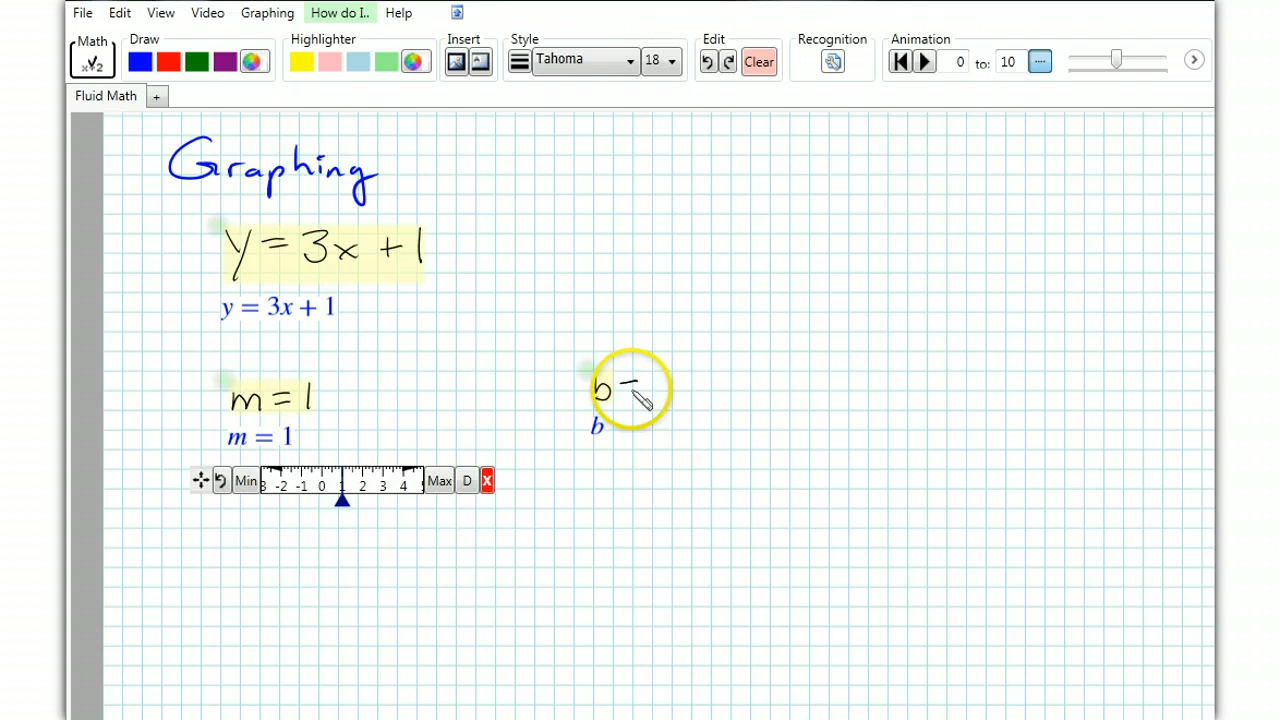 File Edit View Video Graphing How do I.. Help
Math Draw Highlighter Insert Style Edit Recognition Animation
x√2 Tahoma 18 Clear 0 to: 10 ····
Fluid Math +
Graphing
y = 3x + 1
y = 3x + 1
m = 1
b -
m = 1
b
Min -2 -1 0 1 2 3 4 Max D X